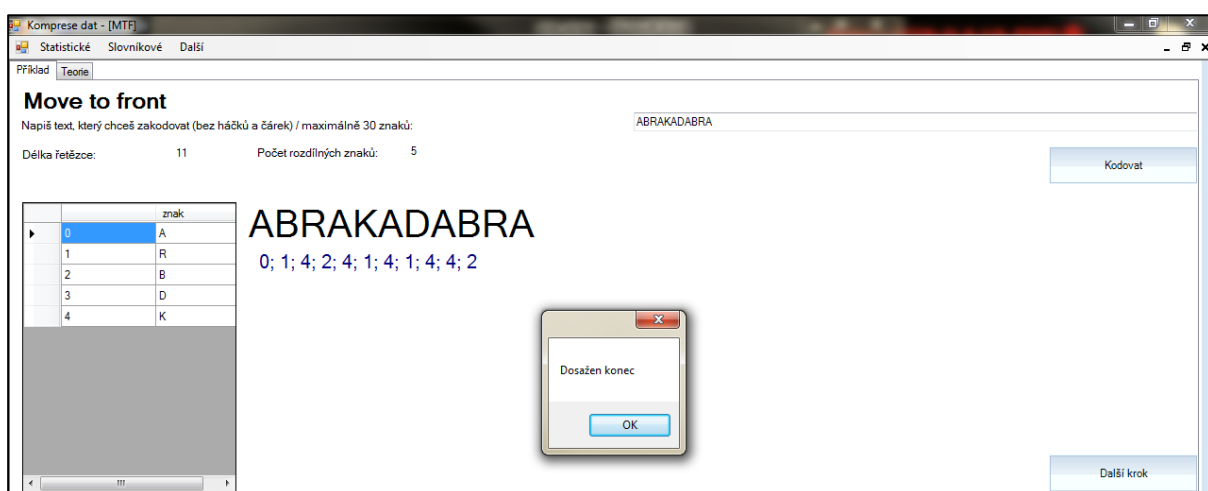 Komprese dat - [MTF]
Statistické Slovníkové Další
Příklad Teorie
Move to front
Napiš text, který chceš zakodovat (bez háčků a čárek) / maximálně 30 znaků: ABRAKADABRA
Délka řetězce: 11 Počet rozdílných znaků: 5
Kodovat
znak
0 A
1 R
2 B
3 D
4 K
ABRAKADABRA
0; 1; 4; 2; 4; 1; 4; 1; 4; 4; 2
Dosažen konec
OK
Další krok